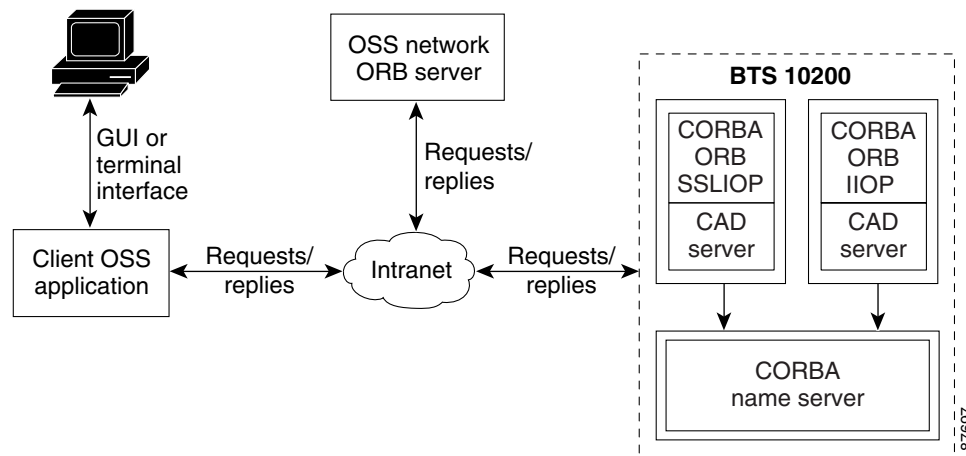 OSS network
ORB server
BTS 10200
GUI or
terminal
interface
Requests/
replies
CORBA
ORB
SSLIOP
CAD
server
CORBA
ORB
IIOP
CAD
server
Client OSS
application
Requests/
replies
Intranet
Requests/
replies
CORBA
name server
87607